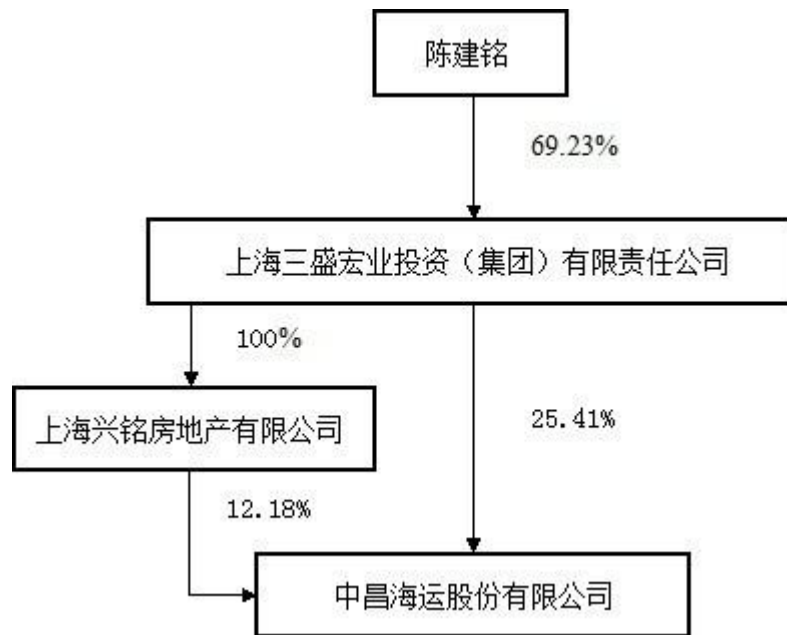 陈建铭
69.23%
上海三盛宏业投资（集团）有限责任公司
100%
上海兴铭房地产有限公司
25.41%
12.18%
中昌海运股份有限公司